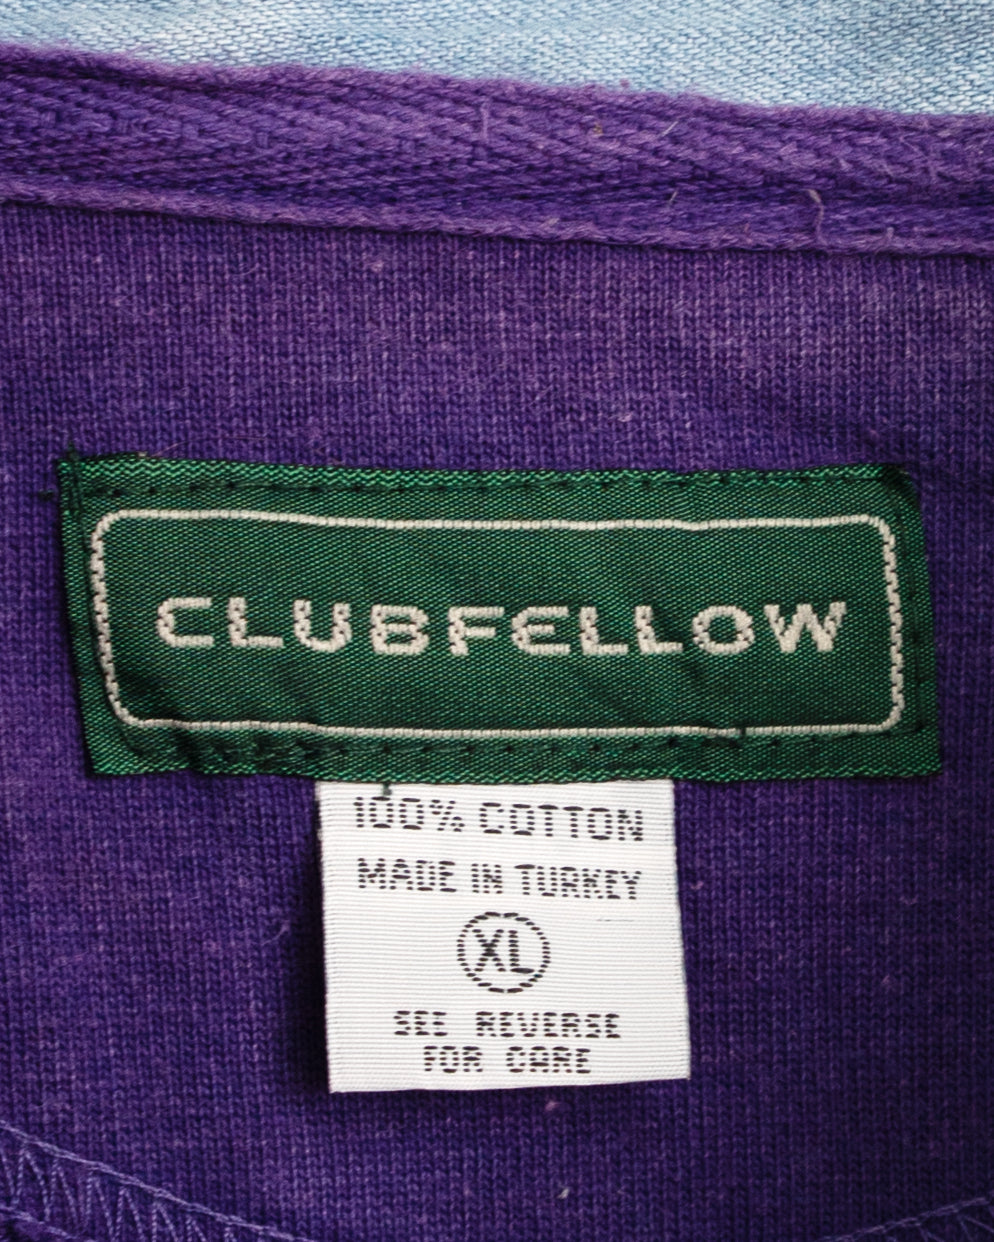 CLUBFELLOW
100% COTTON
MADE IN TURKEY
XL
SEE REVERSE
FOR CARE